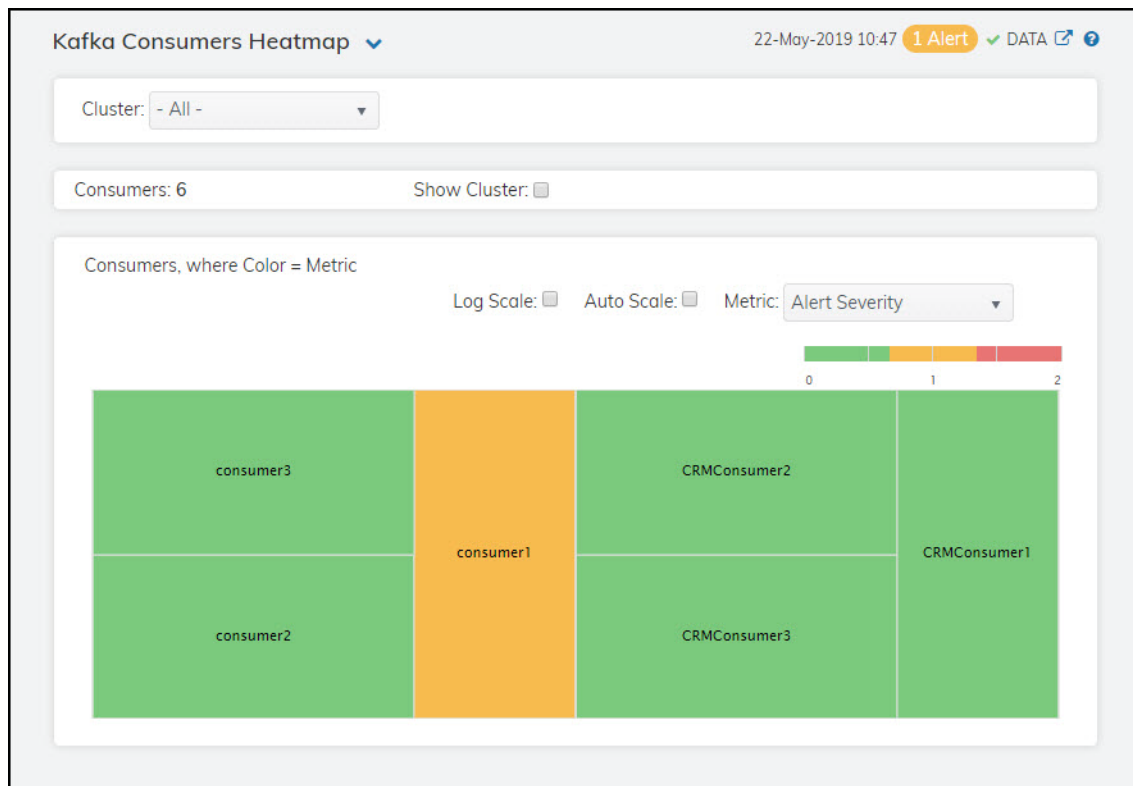 Kafka Consumers Heatmap 22-May-2019 10:47 1 Alert DATA ?
Cluster: - All -
Consumers: 6 Show Cluster:
Consumers, where Color = Metric
Log Scale: Auto Scale: Metric: Alert Severity
0 1 2
consumer3 CRMConsumer2
consumer1 CRMConsumer1
consumer2 CRMConsumer3